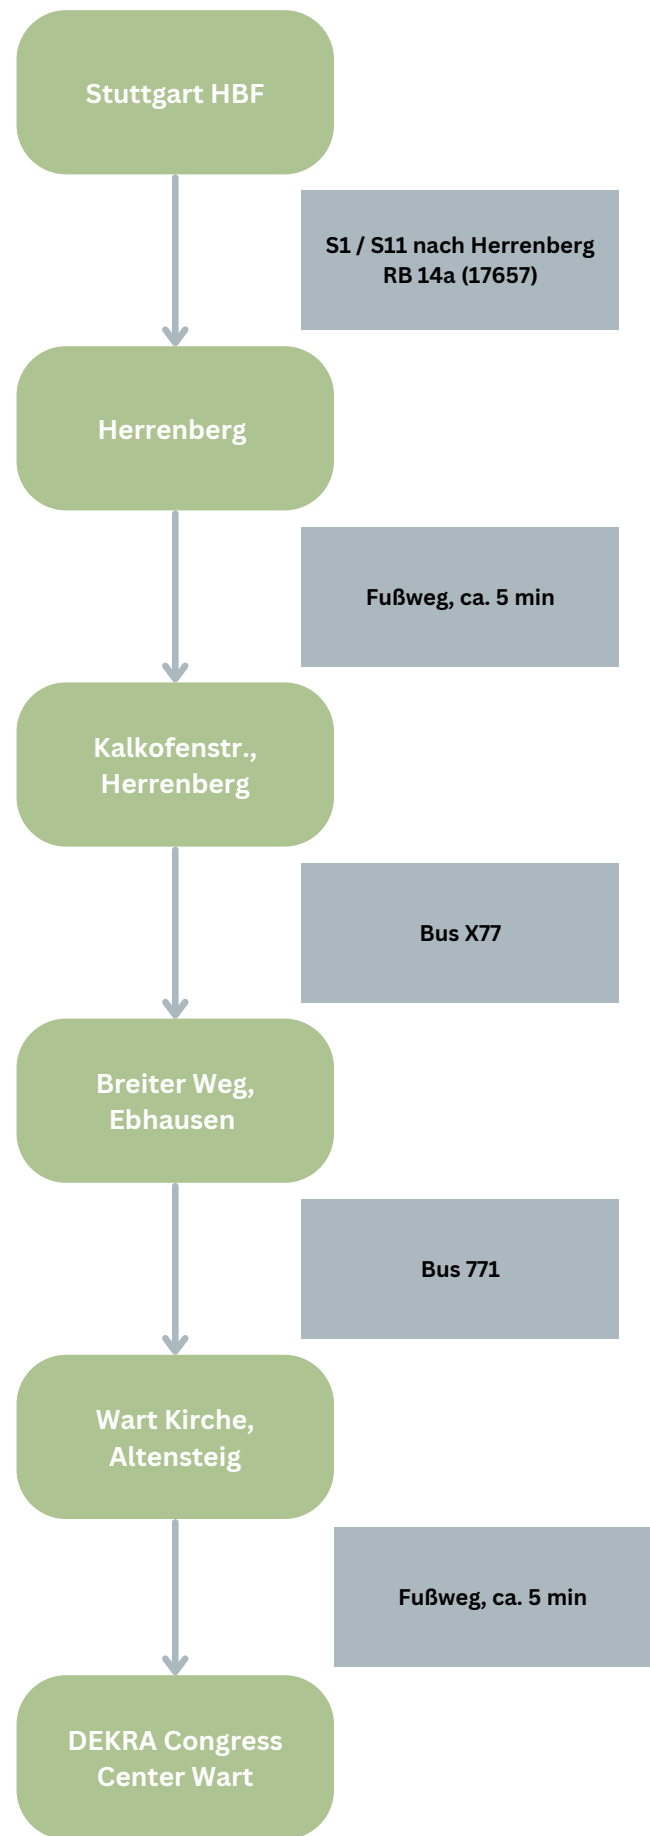 Stuttgart HBF
S1 / S11 nach Herrenberg
RB 14a (17657)
Herrenberg
Fußweg, ca. 5 min
Kalkofenstr.,
Herrenberg
Bus X77
Breiter Weg,
Ebhausen
Bus 771
Wart Kirche,
Altensteig
Fußweg, ca. 5 min
DEKRA Congress
Center Wart